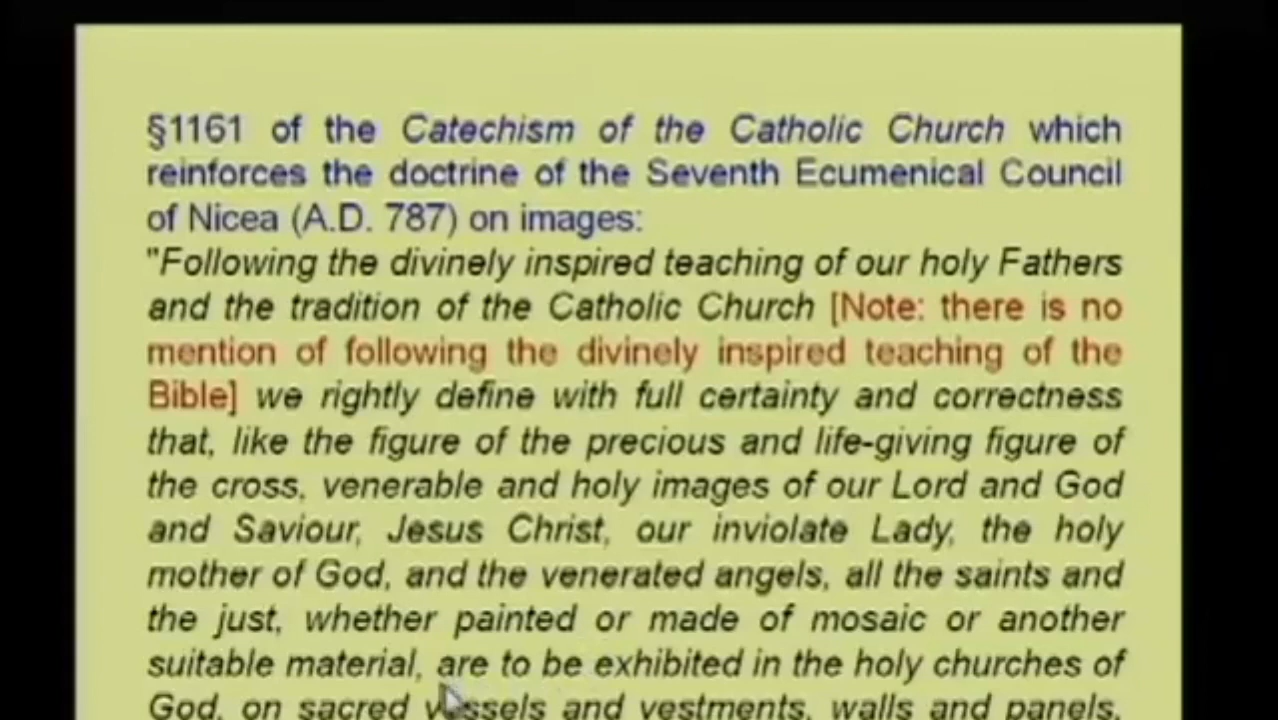 §1161 of the Catechism of the Catholic Church which
reinforces the doctrine of the Seventh Ecumenical Council
of Nicea (A.D. 787) on images:
"Following the divinely inspired teaching of our holy Fathers
and the tradition of the Catholic Church [Note: there is no
mention of following the divinely inspired teaching of the
Bible] we rightly define with full certainty and correctness
that, like the figure of the precious and life-giving figure of
the cross, venerable and holy images of our Lord and God
and Saviour, Jesus Christ, our inviolate Lady, the holy
mother of God, and the venerated angels, all the saints and
the just, whether painted or made of mosaic or another
suitable material, are to be exhibited in the holy churches of
God, on sacred vessels and vestments, walls and panels,